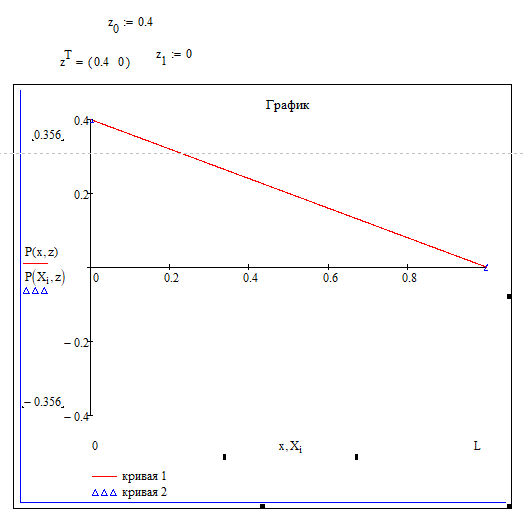 z0 := 0.4
zT = ( 0.4 0 ) z1 := 0
График
0.4
0.356
0.2
P(x, z)
P(Xi, z)
0 0.2 0.4 0.6 0.8
− 0.2
− 0.356
− 0.4
0 x, Xi L
кривая 1
кривая 2